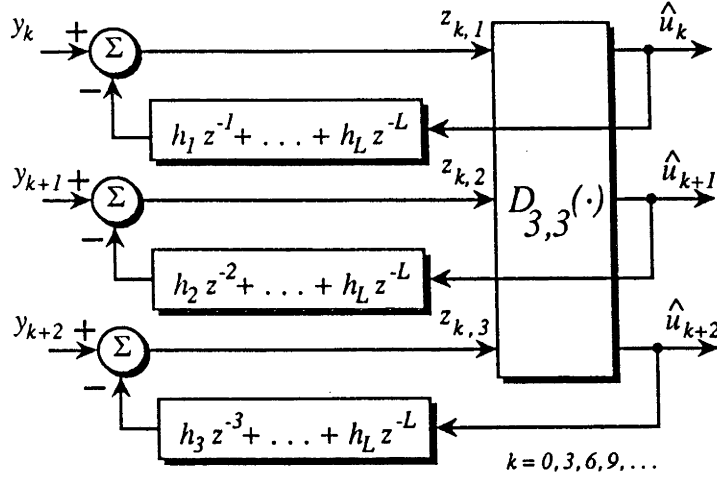 y_k + Σ − z_{k,1} û_k
h_1 z^{-1} + . . . + h_L z^{-L}
y_{k+1} + Σ − z_{k,2} D_{3,3}(·) û_{k+1}
h_2 z^{-2} + . . . + h_L z^{-L}
y_{k+2} + Σ − z_{k,3} û_{k+2}
h_3 z^{-3} + . . . + h_L z^{-L}
k = 0, 3, 6, 9, . . .